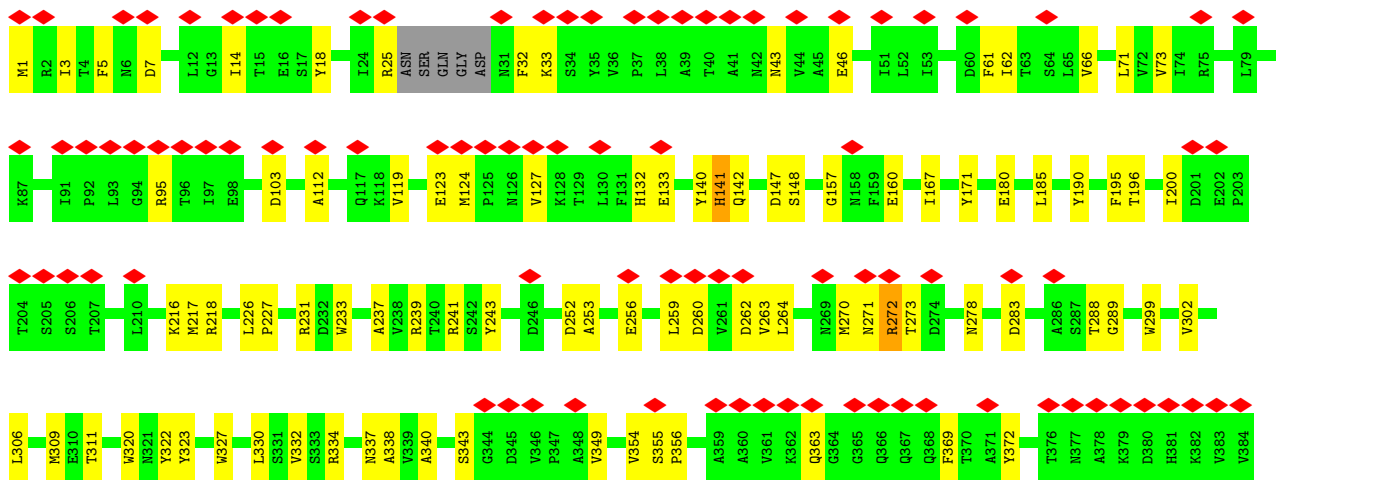 M1 R2 I3 T4 F5 N6 D7 L12 G13 I14 T15 E16 S17 Y18 I24 R25 ASN SER GLN GLY ASP N31 F32 K33 S34 Y35 V36 P37 L38 A39 T40 A41 N42 N43 V44 A45 E46 I51 L52 I53 D60 F61 I62 T63 S64 L65 V66 L71 V72 V73 I74 R75 L79
K87 I91 P92 L93 G94 R95 T96 I97 E98 D103 A112 Q117 K118 V119 E123 M124 P125 N126 V127 K128 T129 L130 F131 H132 E133 Y140 H141 Q142 D147 S148 G157 N158 F159 E160 I167 Y171 E180 L185 Y190 F195 T196 I200 D201 E202 P203
T204 S205 S206 T207 L210 K216 M217 R218 L226 P227 R231 D232 W233 A237 V238 R239 T240 R241 S242 Y243 D246 D252 A253 E256 L259 D260 V261 D262 V263 L264 N269 M270 N271 R272 T273 D274 N278 D283 A286 S287 T288 G289 W299 V302
L306 M309 E310 T311 W320 N321 Y322 Y323 W327 L330 S331 V332 S333 R334 N337 A338 V339 A340 S343 G344 D345 V346 P347 A348 V349 V354 S355 P356 A359 A360 V361 K362 Q363 G364 G365 Q366 Q367 Q368 F369 T370 A371 Y372 T376 N377 A378 K379 D380 H381 K382 V383 V384